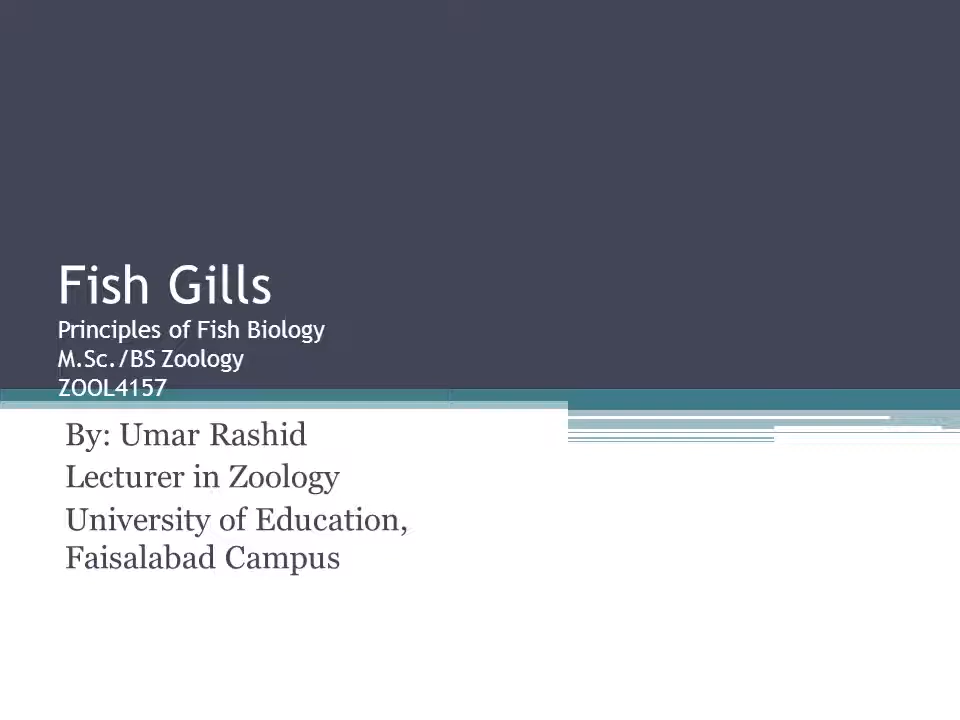 Fish Gills
Principles of Fish Biology
M.Sc./BS Zoology
ZOOL4157
By: Umar Rashid
Lecturer in Zoology
University of Education,
Faisalabad Campus